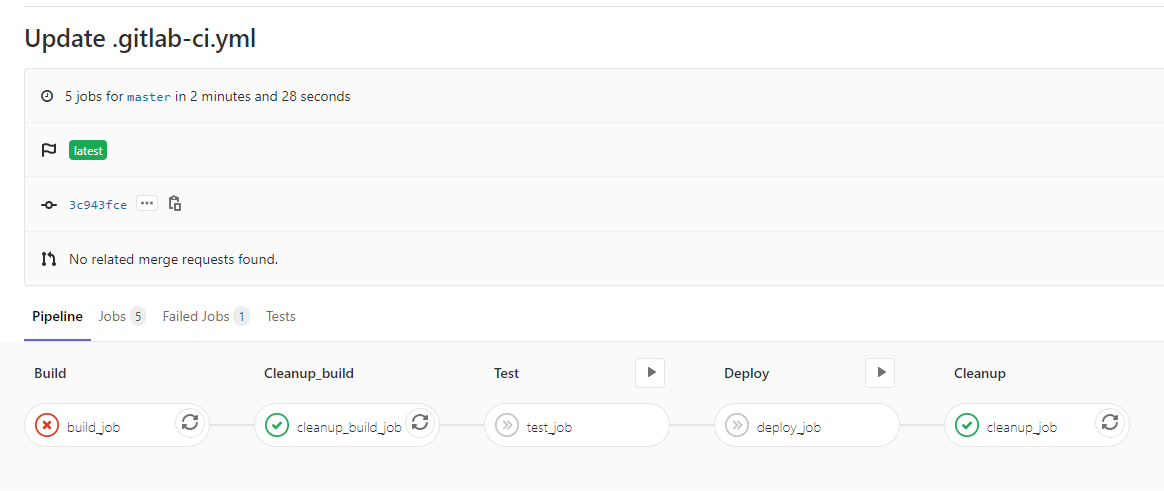 Update .gitlab-ci.yml
5 jobs for master in 2 minutes and 28 seconds
latest
3c943fce
No related merge requests found.
Pipeline Jobs 5 Failed Jobs 1 Tests
Build Cleanup_build Test Deploy Cleanup
build_job cleanup_build_job test_job deploy_job cleanup_job